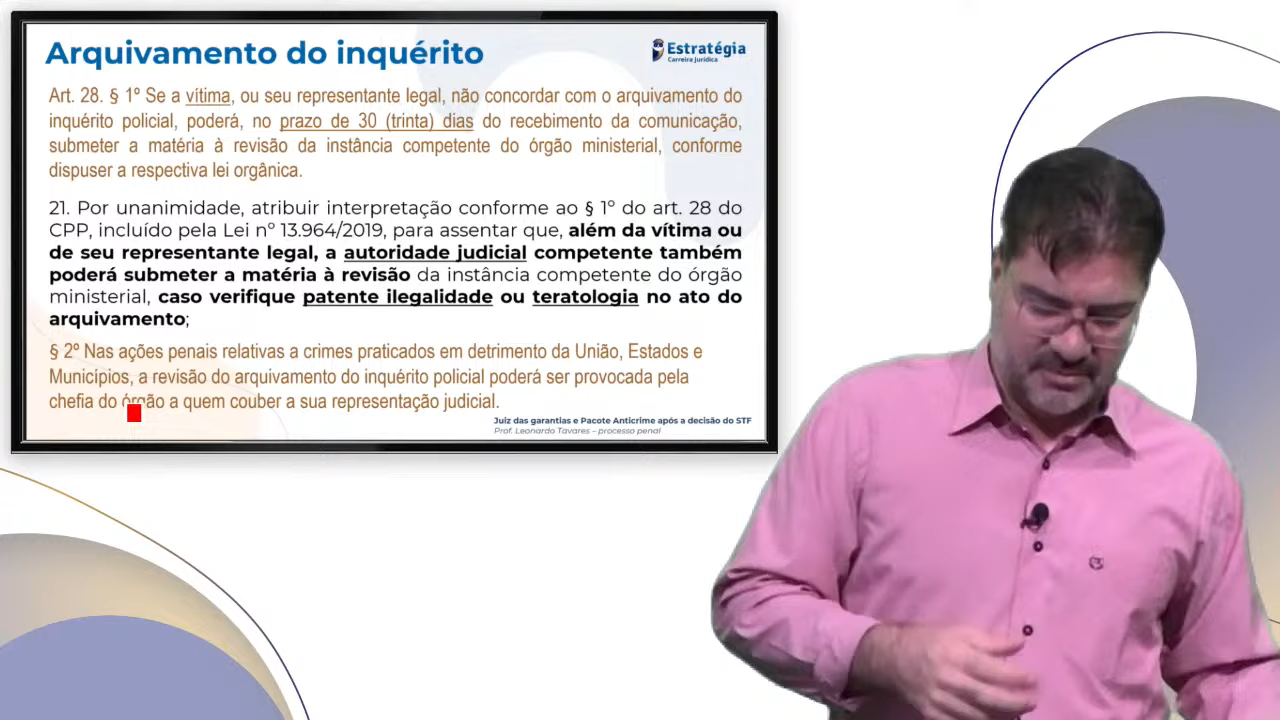 Arquivamento do inquérito
Estratégia
Carreira Jurídica
Art. 28. § 1º Se a vítima, ou seu representante legal, não concordar com o arquivamento do
inquérito policial, poderá, no prazo de 30 (trinta) dias do recebimento da comunicação,
submeter a matéria à revisão da instância competente do órgão ministerial, conforme
dispuser a respectiva lei orgânica.
21. Por unanimidade, atribuir interpretação conforme ao § 1º do art. 28 do
CPP, incluído pela Lei nº 13.964/2019, para assentar que, além da vítima ou
de seu representante legal, a autoridade judicial competente também
poderá submeter a matéria à revisão da instância competente do órgão
ministerial, caso verifique patente ilegalidade ou teratologia no ato do
arquivamento;
§ 2º Nas ações penais relativas a crimes praticados em detrimento da União, Estados e
Municípios, a revisão do arquivamento do inquérito policial poderá ser provocada pela
chefia do órgão a quem couber a sua representação judicial.
Juiz das garantias e Pacote Anticrime após a decisão do STF
Prof. Leonardo Tavares – processo penal